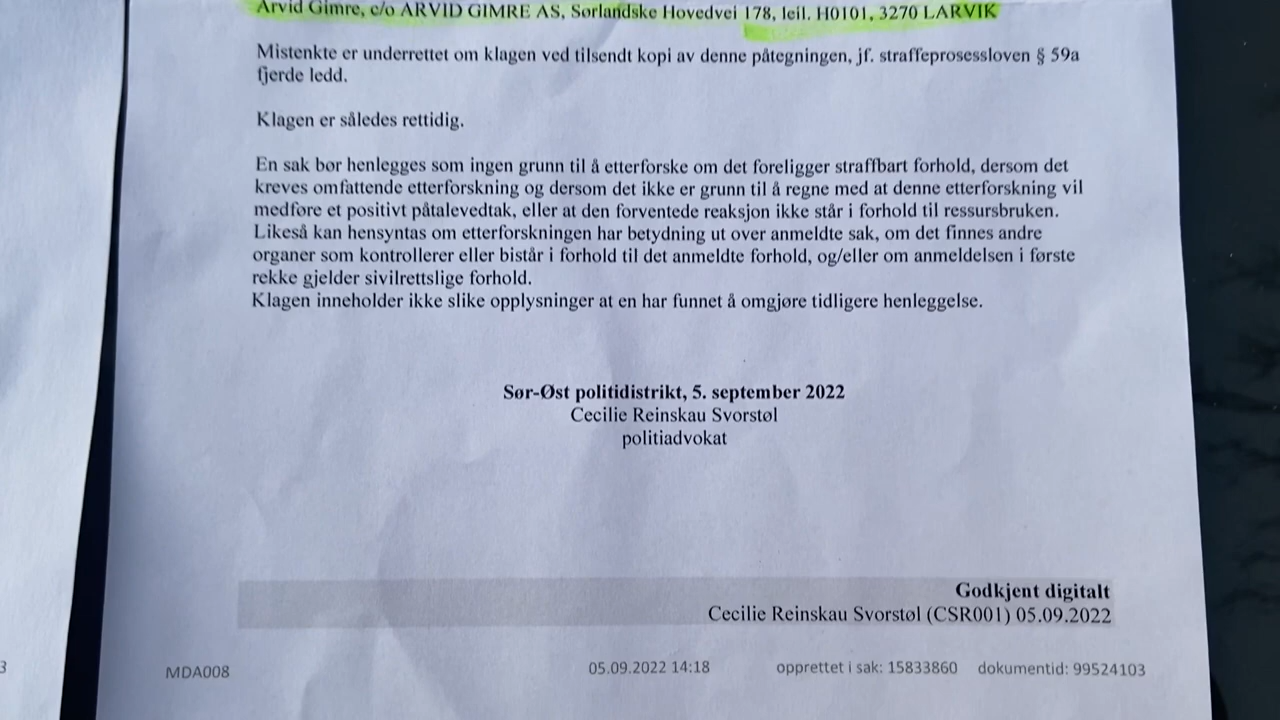 Arvid Gimre, c/o ARVID GIMRE AS, Sørlandske Hovedvei 178, leil. H0101, 3270 LARVIK
Mistenkte er underrettet om klagen ved tilsendt kopi av denne påtegningen, jf. straffeprosessloven § 59a
fjerde ledd.
Klagen er således rettidig.
En sak bør henlegges som ingen grunn til å etterforske om det foreligger straffbart forhold, dersom det
kreves omfattende etterforskning og dersom det ikke er grunn til å regne med at denne etterforskning vil
medføre et positivt påtalevedtak, eller at den forventede reaksjon ikke står i forhold til ressursbruken.
Likeså kan hensyntas om etterforskningen har betydning ut over anmeldte sak, om det finnes andre
organer som kontrollerer eller bistår i forhold til det anmeldte forhold, og/eller om anmeldelsen i første
rekke gjelder sivilrettslige forhold.
Klagen inneholder ikke slike opplysninger at en har funnet å omgjøre tidligere henleggelse.
Sør-Øst politidistrikt, 5. september 2022
Cecilie Reinskau Svorstøl
politiadvokat
Godkjent digitalt
Cecilie Reinskau Svorstøl (CSR001) 05.09.2022
3
MDA008 05.09.2022 14:18 opprettet i sak: 15833860 dokumentid: 99524103